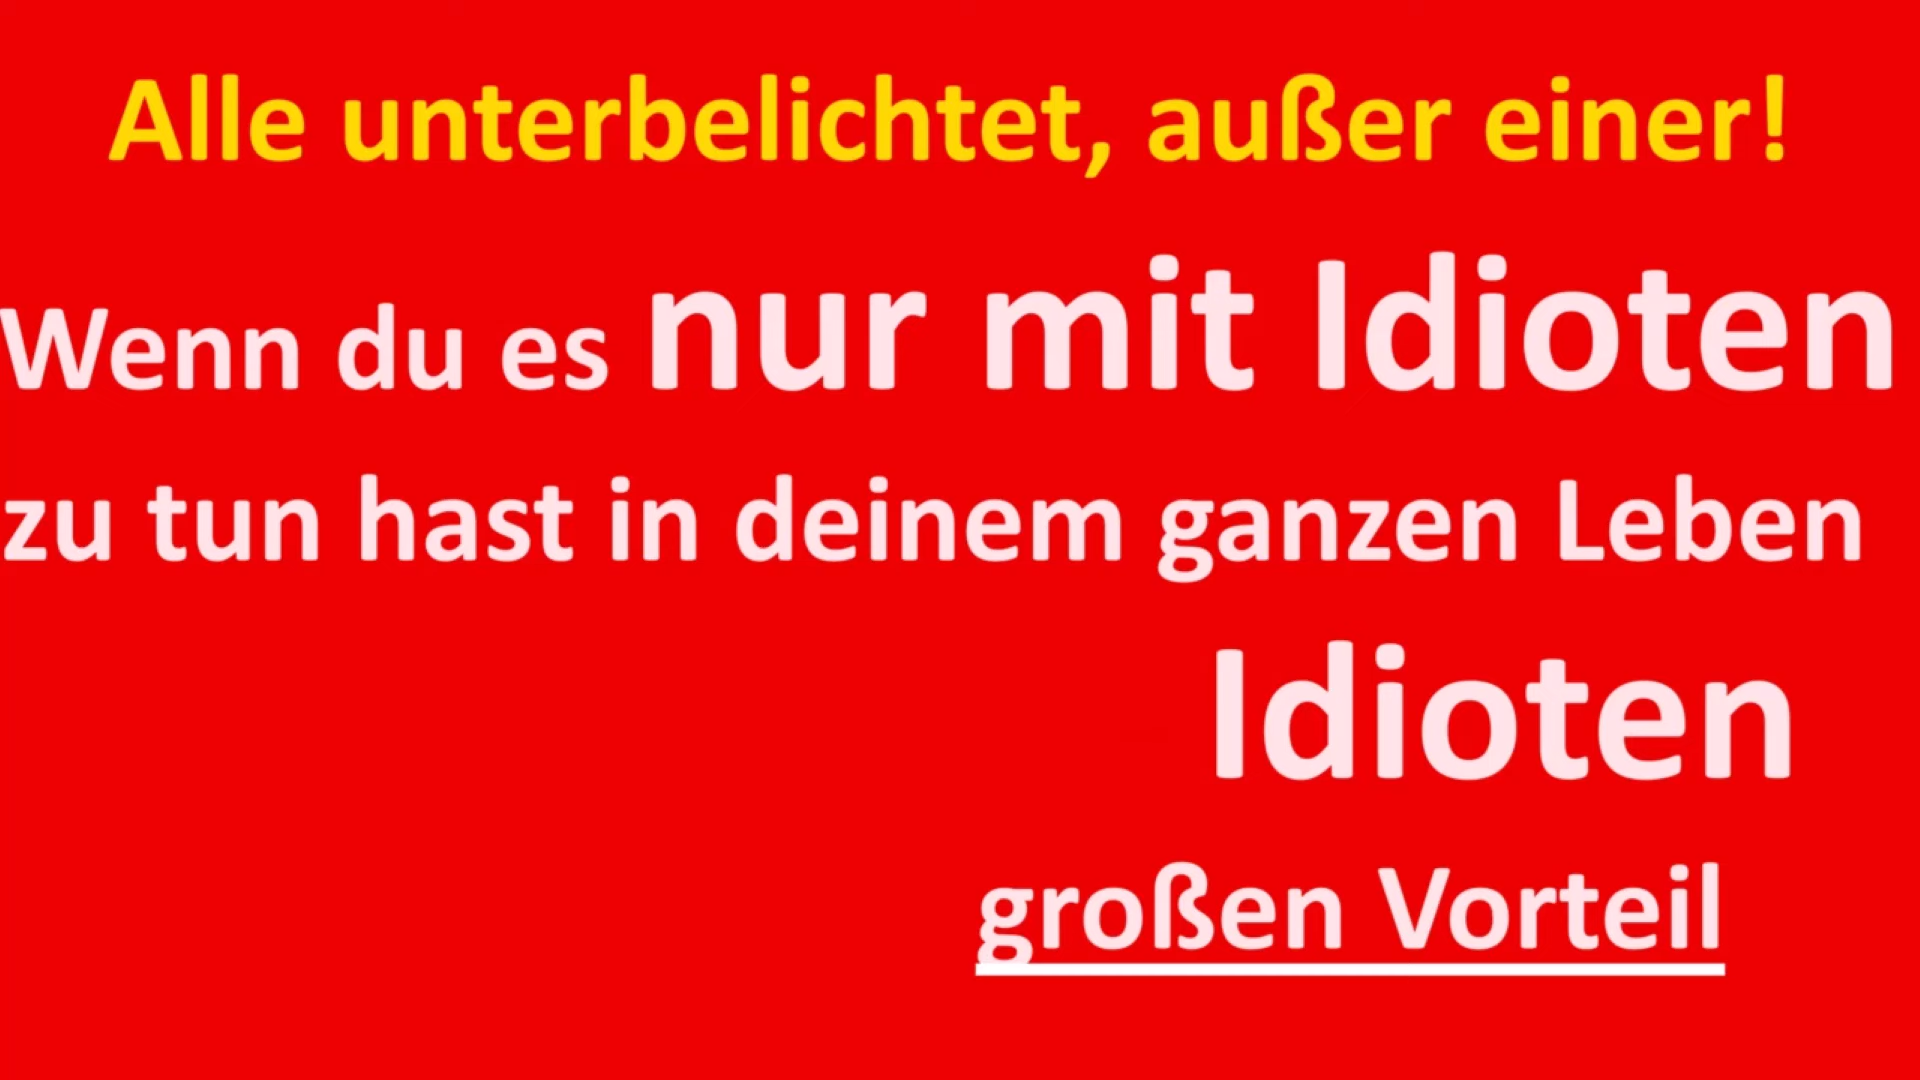 Alle unterbelichtet, außer einer!
Wenn du es nur mit Idioten
zu tun hast in deinem ganzen Leben
Idioten
großen Vorteil